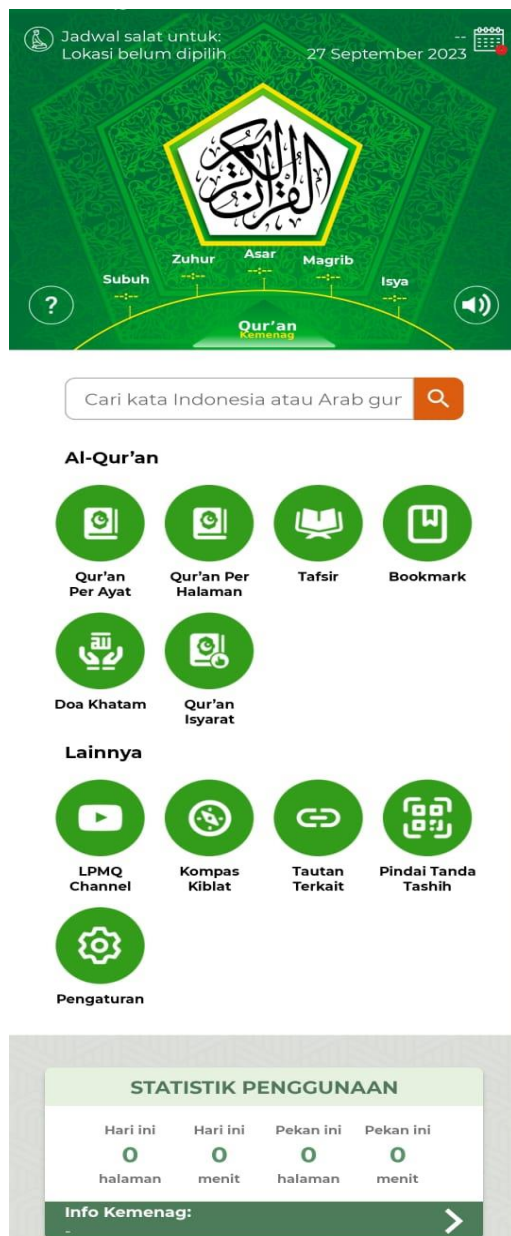 Jadwal salat untuk:
Lokasi belum dipilih
--
27 September 2023
القرآن الكريم
Subuh
--:--
Zuhur
--:--
Asar
--:--
Magrib
--:--
Isya
--:--
?
Qur'an
Kemenag
Cari kata Indonesia atau Arab gur
Al-Qur'an
Qur'an
Per Ayat
Qur'an Per
Halaman
Tafsir
Bookmark
Doa Khatam
Qur'an
Isyarat
Lainnya
LPMQ
Channel
Kompas
Kiblat
Tautan
Terkait
Pindai Tanda
Tashih
Pengaturan
STATISTIK PENGGUNAAN
Hari ini Hari ini Pekan ini Pekan ini
0 0 0 0
halaman menit halaman menit
Info Kemenag:
-